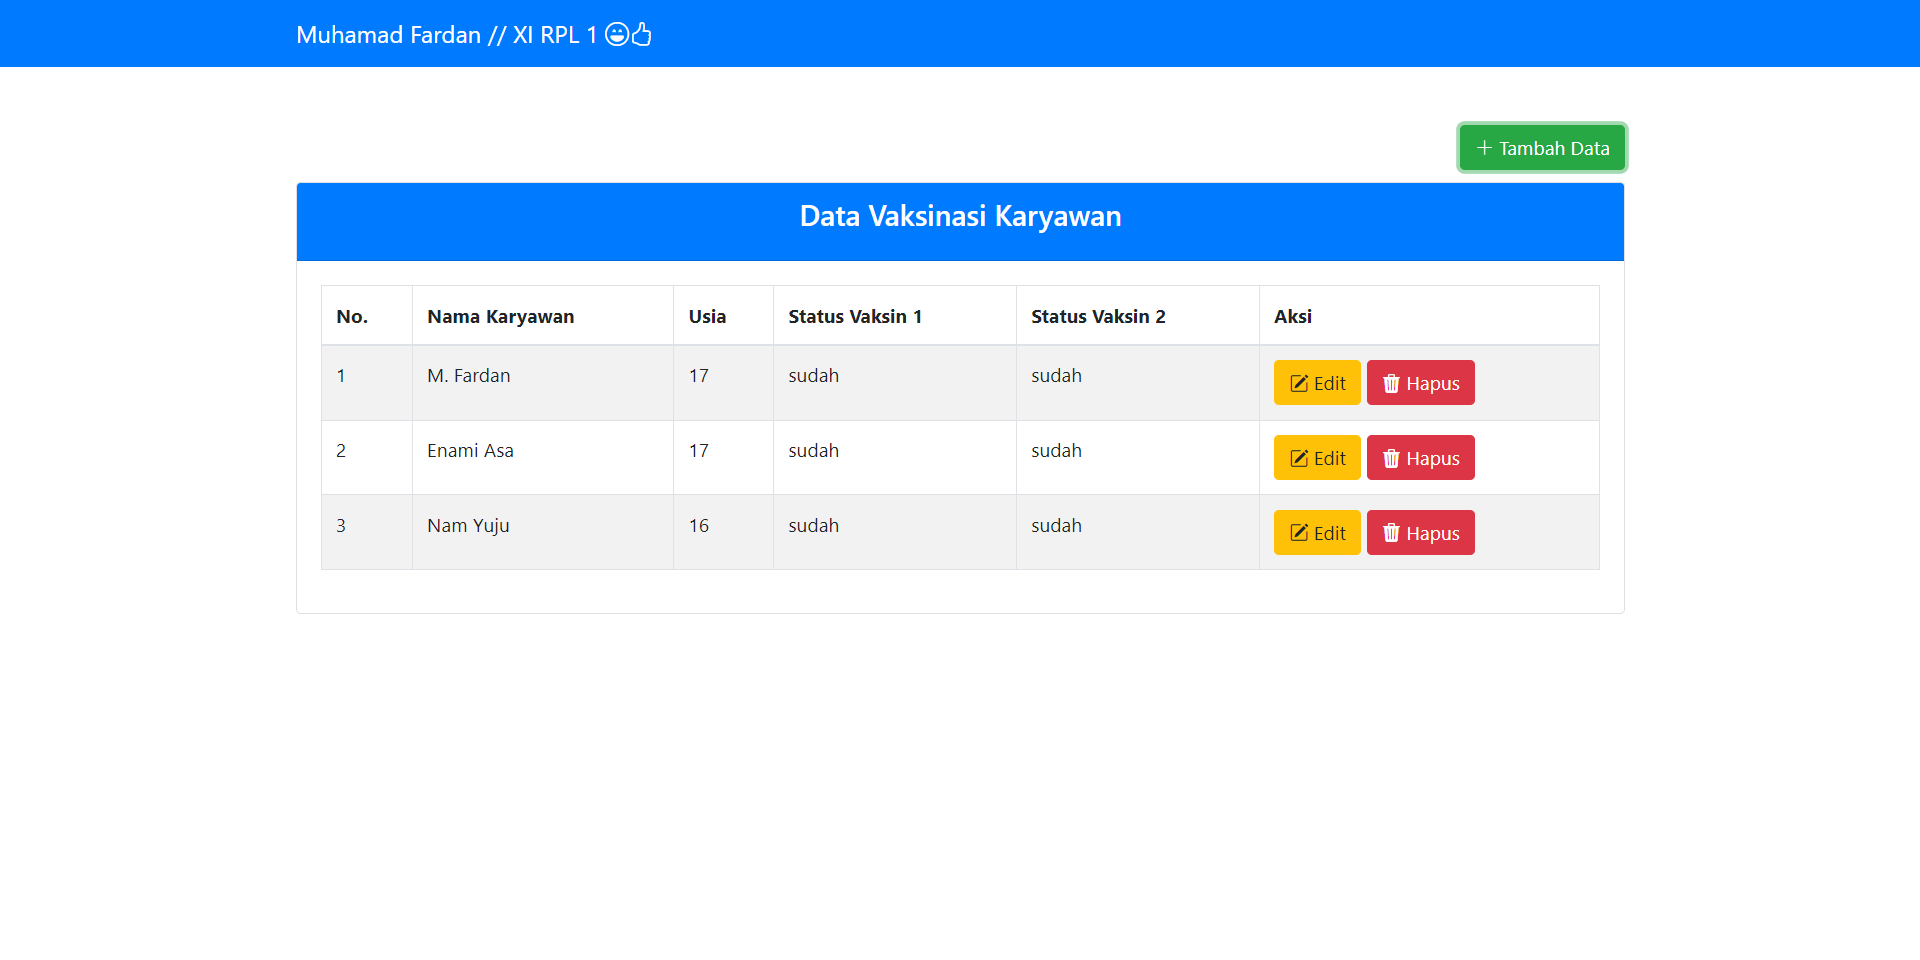 Muhamad Fardan // XI RPL 1
+ Tambah Data
Data Vaksinasi Karyawan
No. Nama Karyawan Usia Status Vaksin 1 Status Vaksin 2 Aksi
1 M. Fardan 17 sudah sudah Edit Hapus
2 Enami Asa 17 sudah sudah Edit Hapus
3 Nam Yuju 16 sudah sudah Edit Hapus